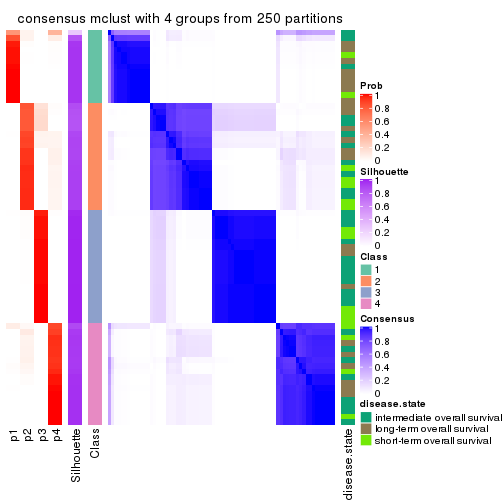 consensus mclust with 4 groups from 250 partitions
Prob
1
0.8
0.6
0.4
0.2
0
Silhouette
1
0.8
0.6
0.4
0.2
0
Class
1
2
3
4
Consensus
1
0.8
0.6
0.4
0.2
0
disease.state
intermediate overall survival
long-term overall survival
short-term overall survival
p1
p2
p3
p4
Silhouette
Class
disease.state